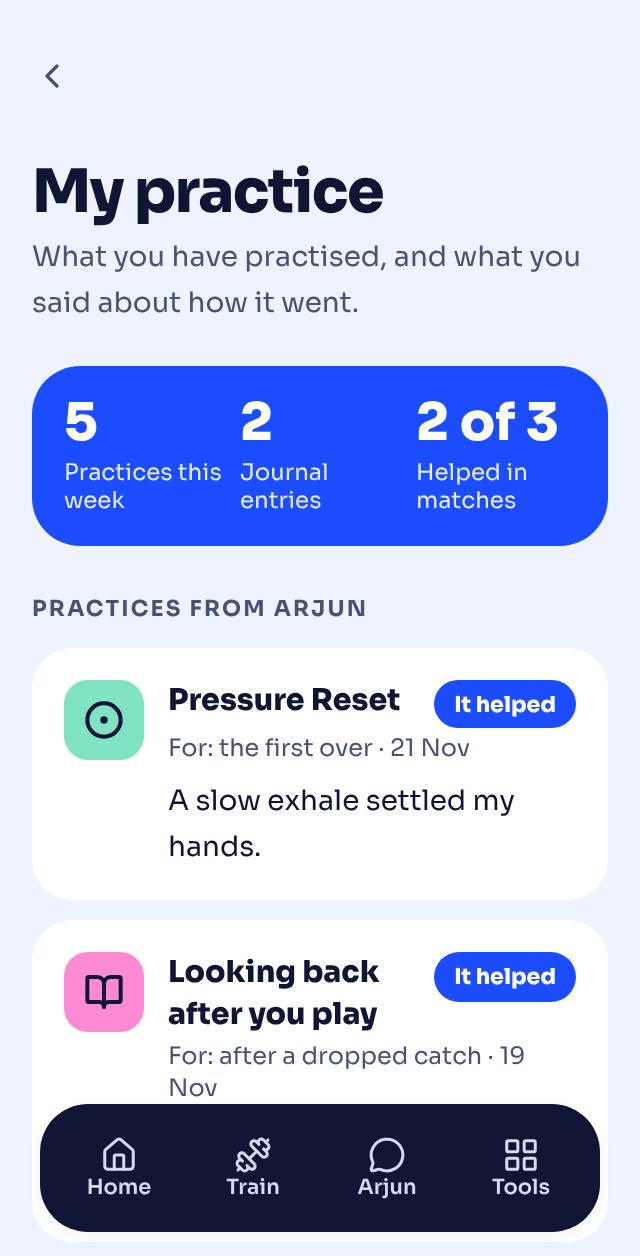 My practice
What you have practised, and what you
said about how it went.
5
Practices this
week
2
Journal
entries
2 of 3
Helped in
matches
PRACTICES FROM ARJUN
Pressure Reset
It helped
For: the first over · 21 Nov
A slow exhale settled my
hands.
Looking back
after you play
It helped
For: after a dropped catch · 19
Nov
Home
Train
Arjun
Tools